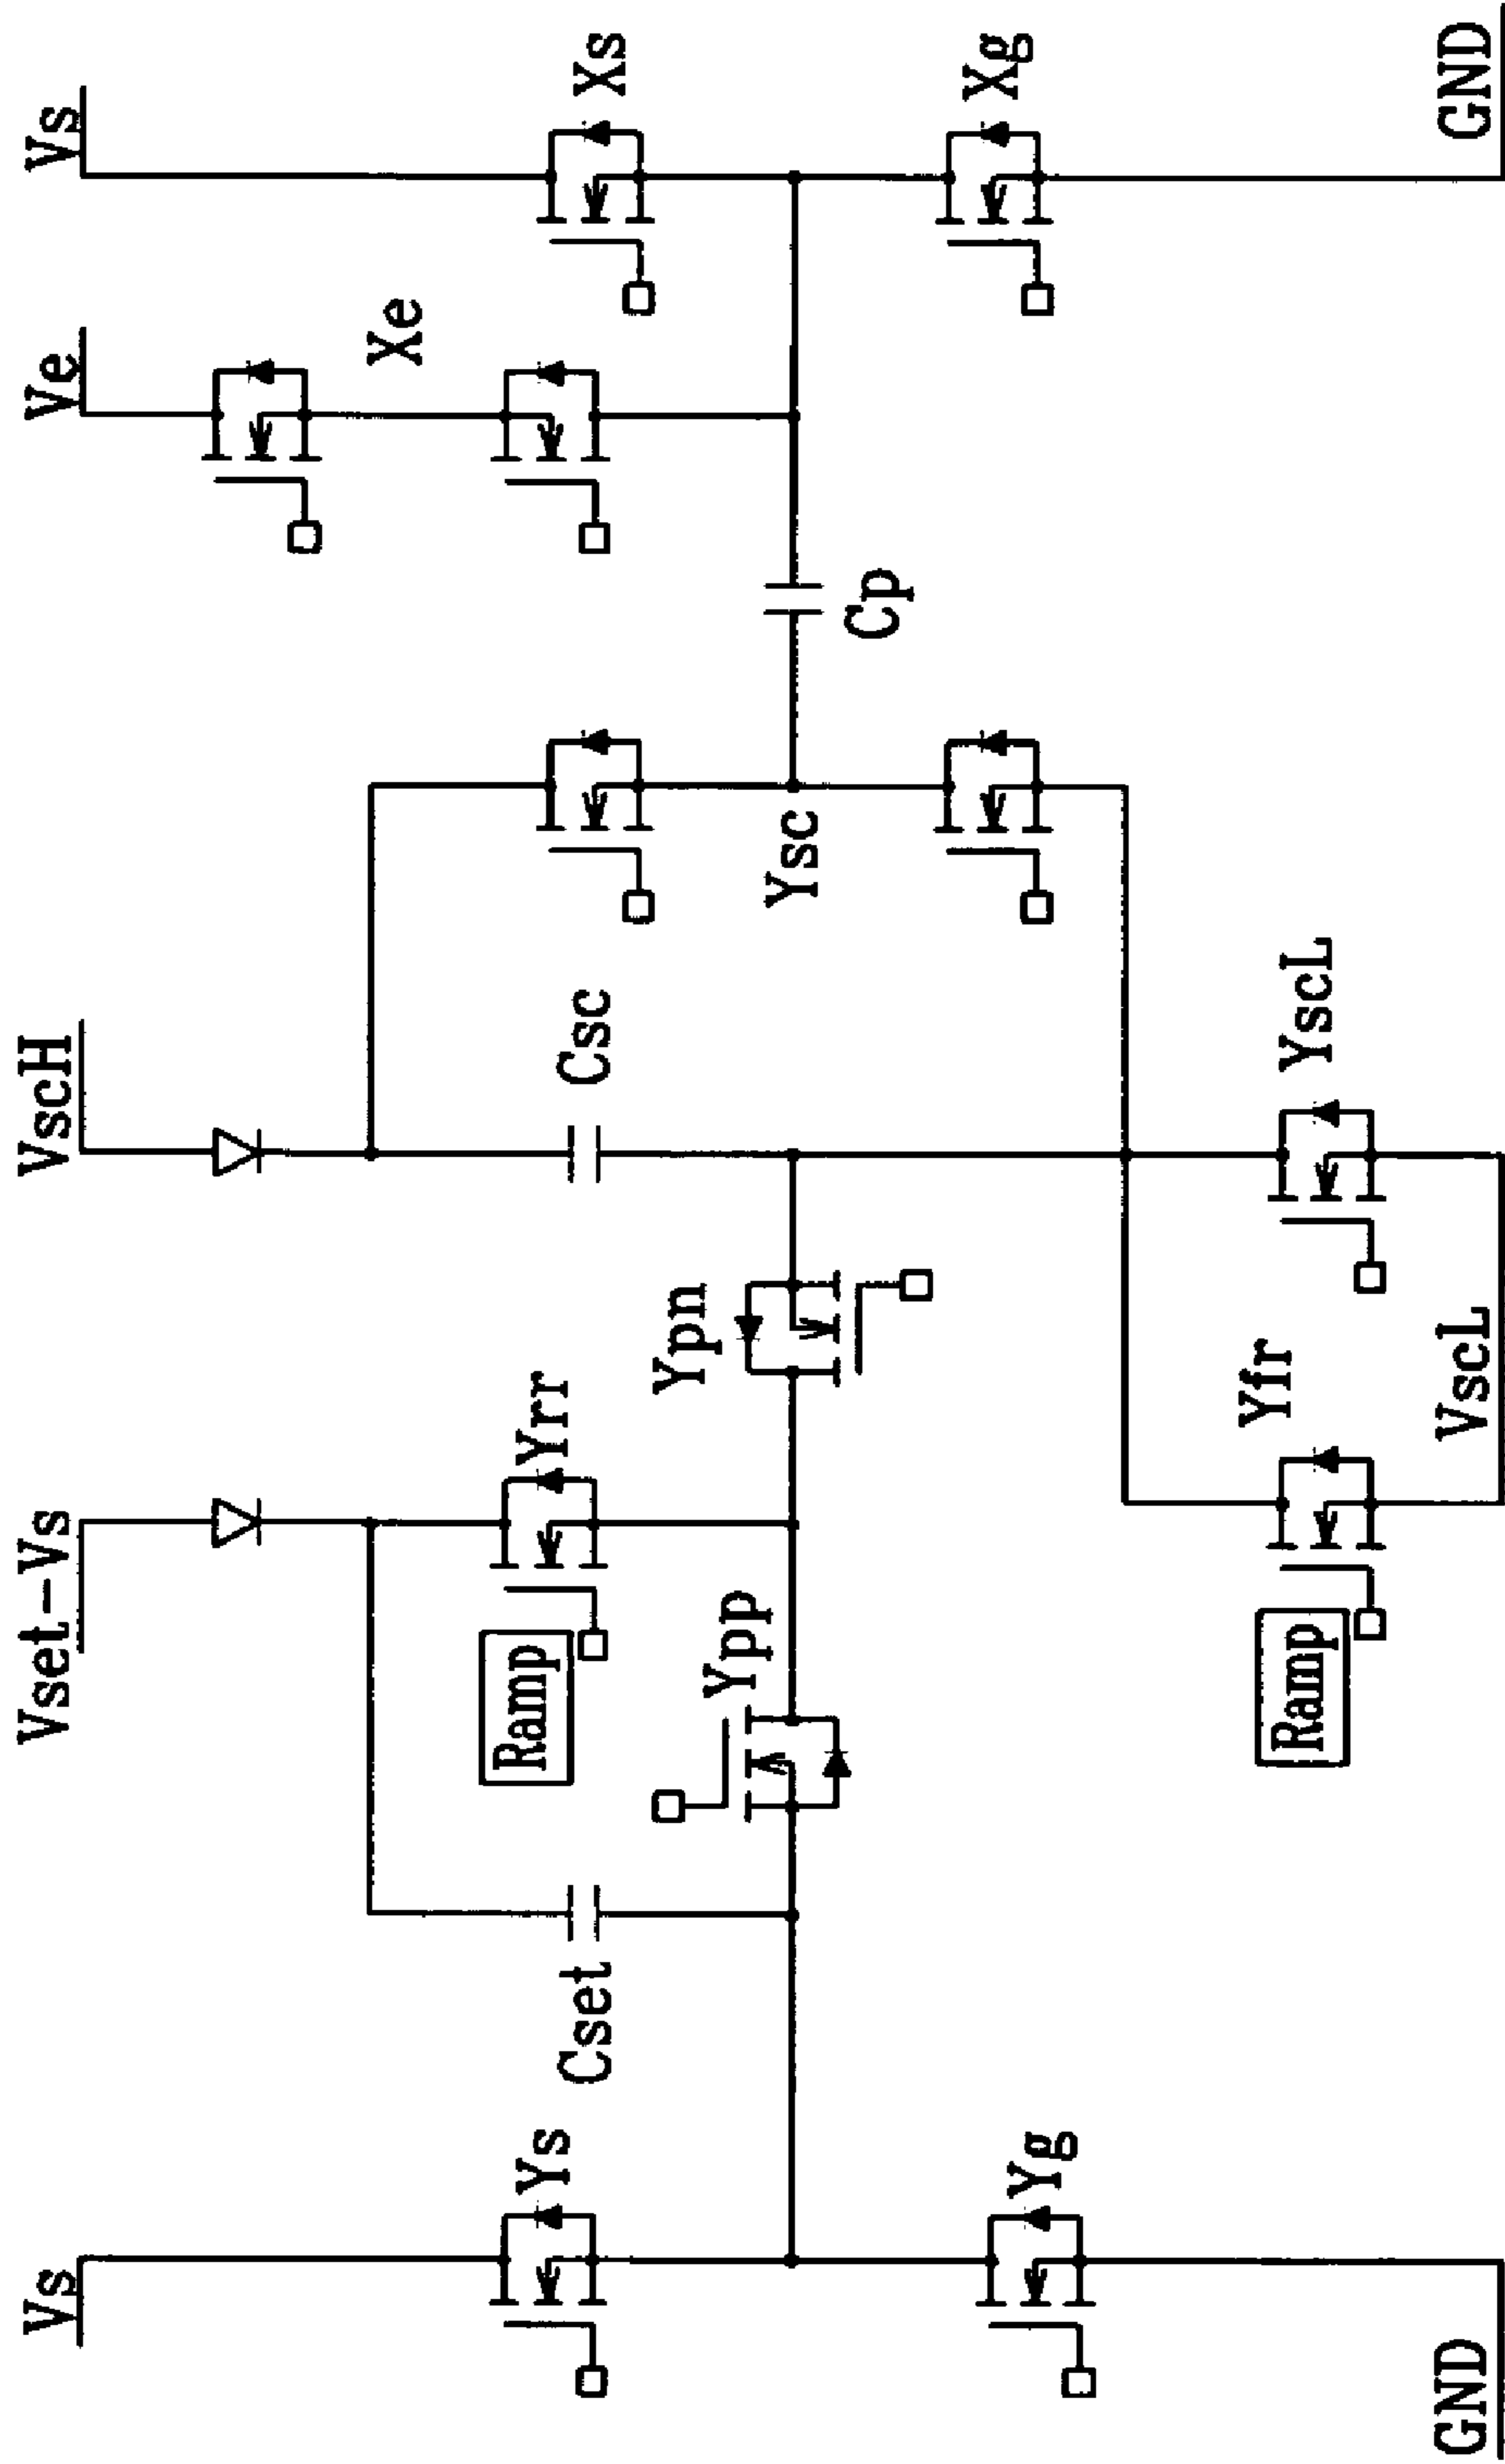 Vs
Vset-Vs
VscH
Ve
Vs
Ys
Cset
Ramp
Yrr
Csc
Xe
Xs
Ypp
Ypn
Ysc
Cp
Yg
Xg
Ramp
Yfr
YscL
GND
VscL
GND